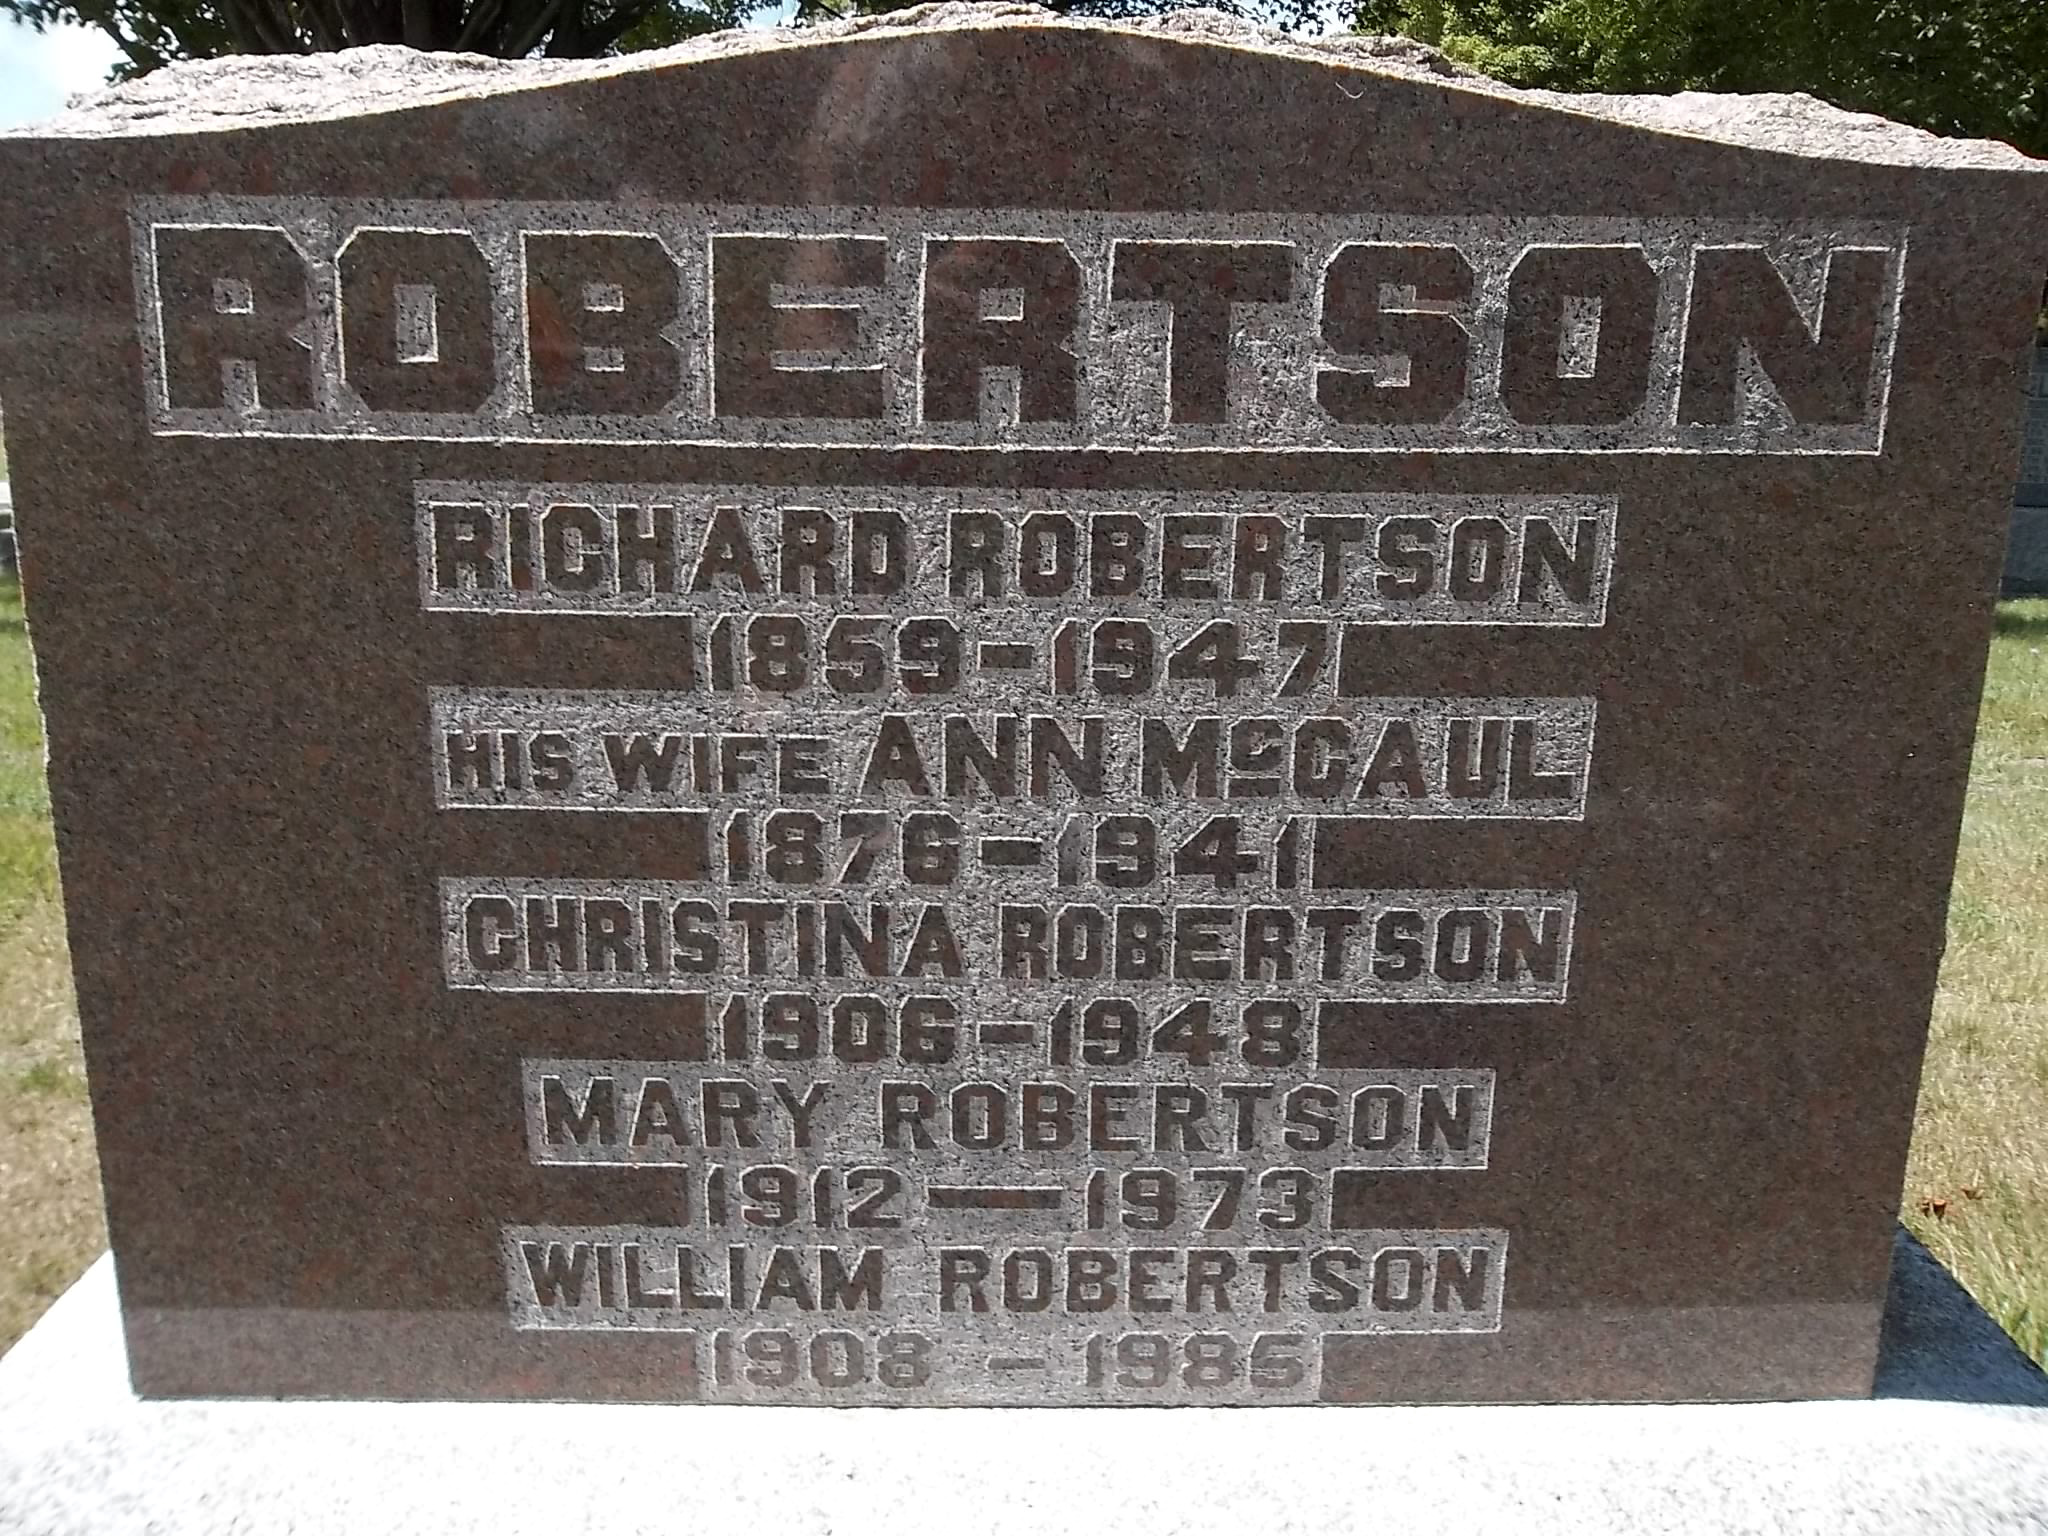 ROBERTSON
RICHARD ROBERTSON
1859-1947
HIS WIFE ANN McCAUL
1876-1941
CHRISTINA ROBERTSON
1906-1948
MARY ROBERTSON
1912-1973
WILLIAM ROBERTSON
1908 - 1985